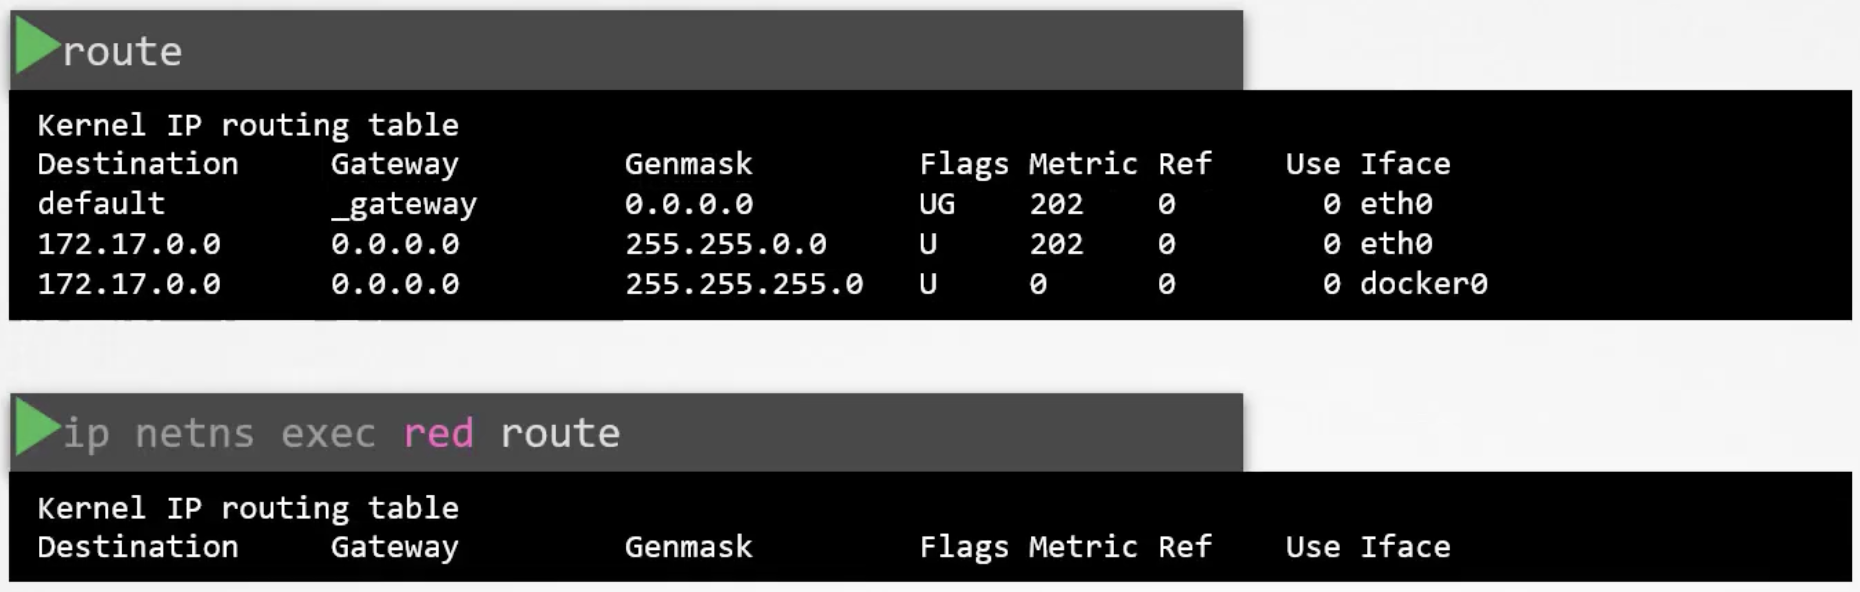 route
Kernel IP routing table
Destination Gateway Genmask Flags Metric Ref Use Iface
default _gateway 0.0.0.0 UG 202 0 0 eth0
172.17.0.0 0.0.0.0 255.255.0.0 U 202 0 0 eth0
172.17.0.0 0.0.0.0 255.255.255.0 U 0 0 0 docker0
ip netns exec red route
Kernel IP routing table
Destination Gateway Genmask Flags Metric Ref Use Iface